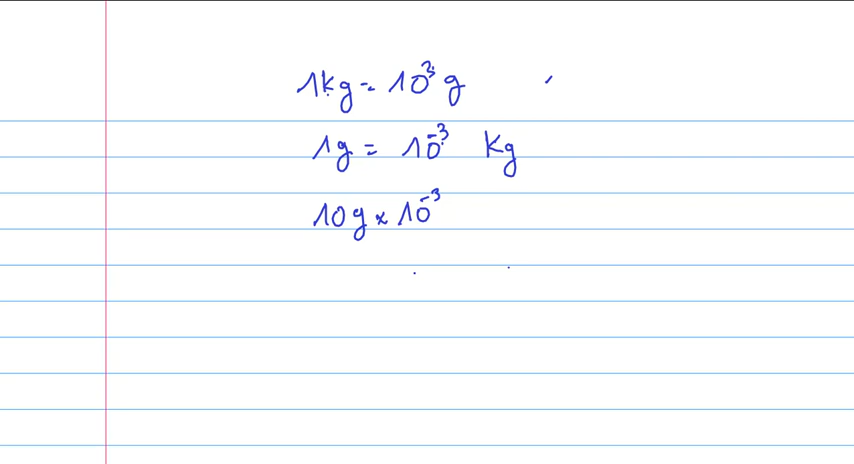 1kg = 10³ g
1g = 10⁻³ Kg
10g × 10⁻³